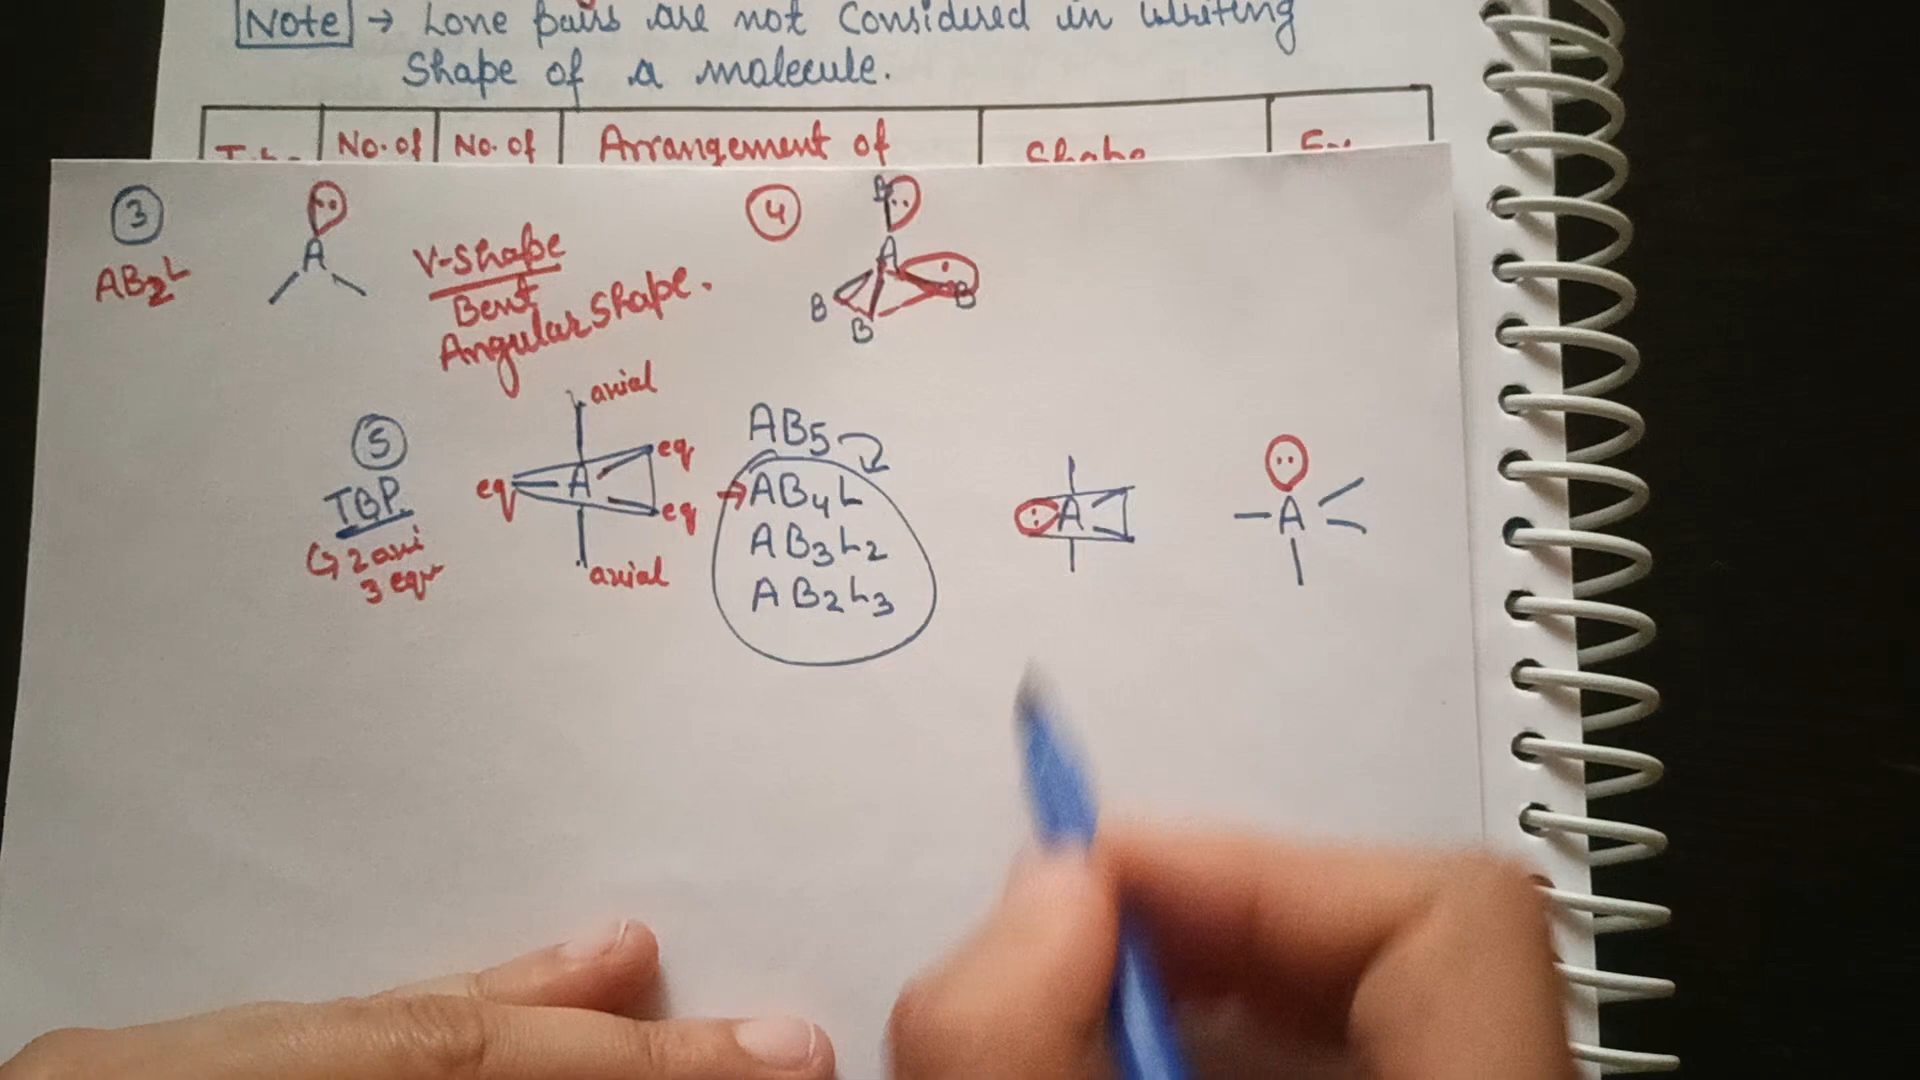 Note → Lone pairs are not Considered in writing
Shape of a molecule.
No. of
No. of
Arrangement of
3
AB2L
A
V-shape
Bent
Angular Shape.
4
B
A
B
B
B
5
TBP
↳ 2 axi
3 eq
axial
eq
eq
A
eq
axial
AB5
→ AB4L
AB3L2
AB2L3
A
A